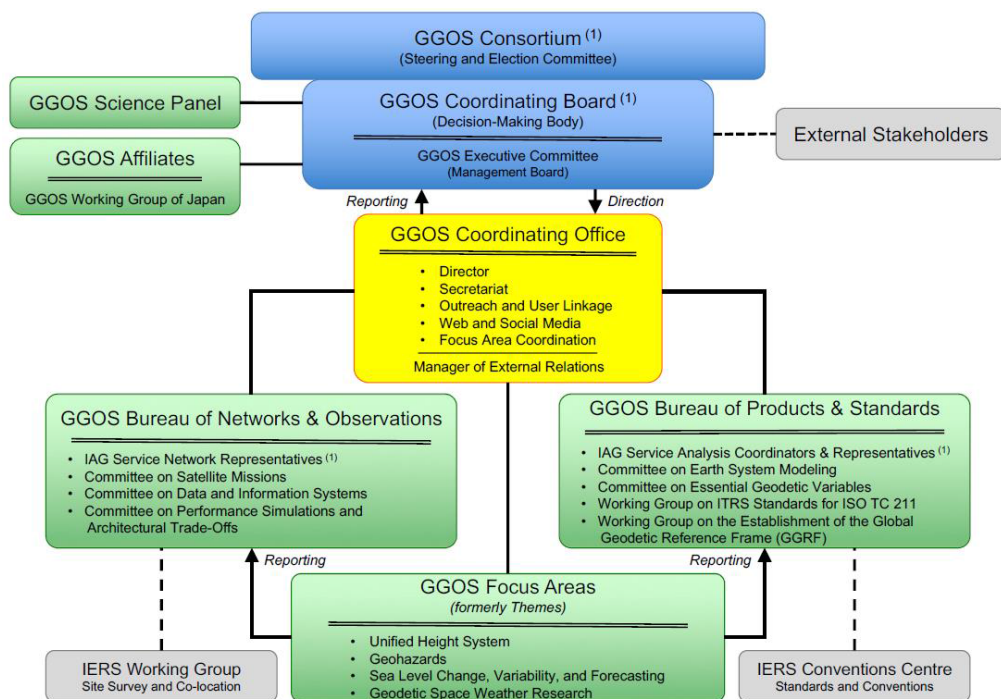 GGOS Consortium (1)
(Steering and Election Committee)
GGOS Science Panel
GGOS Coordinating Board (1)
(Decision-Making Body)
GGOS Executive Committee
(Management Board)
External Stakeholders
GGOS Affiliates
GGOS Working Group of Japan
Reporting
Direction
GGOS Coordinating Office
• Director
• Secretariat
• Outreach and User Linkage
• Web and Social Media
• Focus Area Coordination
Manager of External Relations
GGOS Bureau of Networks & Observations
• IAG Service Network Representatives (1)
• Committee on Satellite Missions
• Committee on Data and Information Systems
• Committee on Performance Simulations and
Architectural Trade-Offs
GGOS Bureau of Products & Standards
• IAG Service Analysis Coordinators & Representatives (1)
• Committee on Earth System Modeling
• Committee on Essential Geodetic Variables
• Working Group on ITRS Standards for ISO TC 211
• Working Group on the Establishment of the Global
Geodetic Reference Frame (GGRF)
Reporting
Reporting
GGOS Focus Areas
(formerly Themes)
• Unified Height System
• Geohazards
• Sea Level Change, Variability, and Forecasting
• Geodetic Space Weather Research
IERS Working Group
Site Survey and Co-location
IERS Conventions Centre
Standards and Conventions